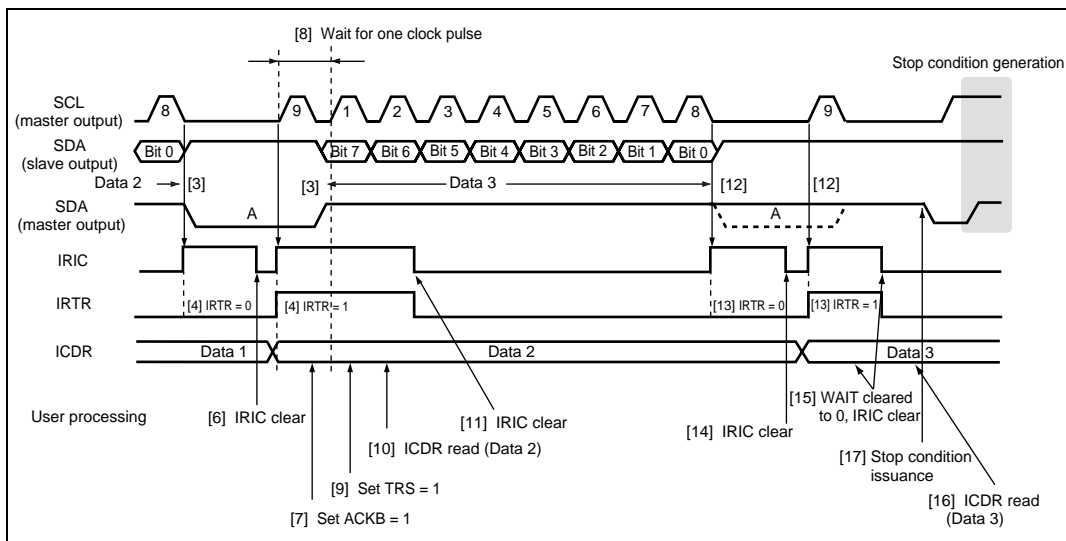 [8] Wait for one clock pulse
Stop condition generation
SCL
(master output)
8 9 1 2 3 4 5 6 7 8 9
SDA
(slave output)
Bit 0 Bit 7 Bit 6 Bit 5 Bit 4 Bit 3 Bit 2 Bit 1 Bit 0
Data 2 [3] [3] Data 3 [12] [12]
SDA
(master output)
A A
IRIC
IRTR
[4] IRTR = 0 [4] IRTR = 1 [13] IRTR = 0 [13] IRTR = 1
ICDR
Data 1 Data 2 Data 3
User processing
[6] IRIC clear
[11] IRIC clear
[10] ICDR read (Data 2)
[9] Set TRS = 1
[7] Set ACKB = 1
[14] IRIC clear
[15] WAIT cleared
to 0, IRIC clear
[17] Stop condition
issuance
[16] ICDR read
(Data 3)